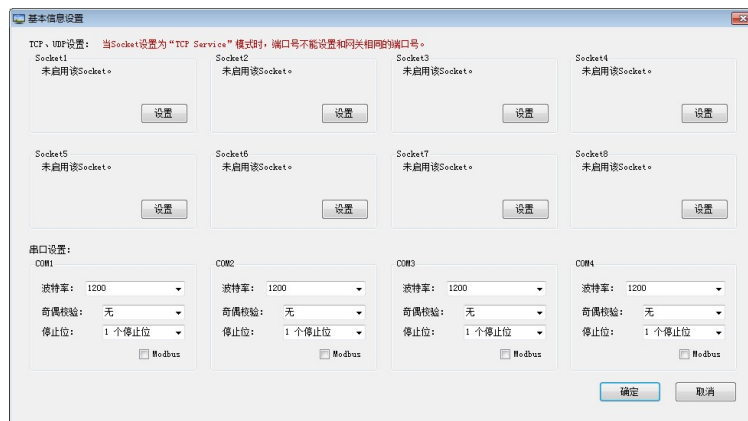 基本信息设置
TCP、UDP设置： 当Socket设置为“TCP Service”模式时，端口号不能设置和网关相同的端口号。
Socket1 Socket2 Socket3 Socket4
未启用该Socket。 未启用该Socket。 未启用该Socket。 未启用该Socket。
设置 设置 设置 设置
Socket5 Socket6 Socket7 Socket8
未启用该Socket。 未启用该Socket。 未启用该Socket。 未启用该Socket。
设置 设置 设置 设置
串口设置：
COM1 COM2 COM3 COM4
波特率： 1200 波特率： 1200 波特率： 1200 波特率： 1200
奇偶校验： 无 奇偶校验： 无 奇偶校验： 无 奇偶校验： 无
停止位： 1 个停止位 停止位： 1 个停止位 停止位： 1 个停止位 停止位： 1 个停止位
Modbus Modbus Modbus Modbus
确定 取消